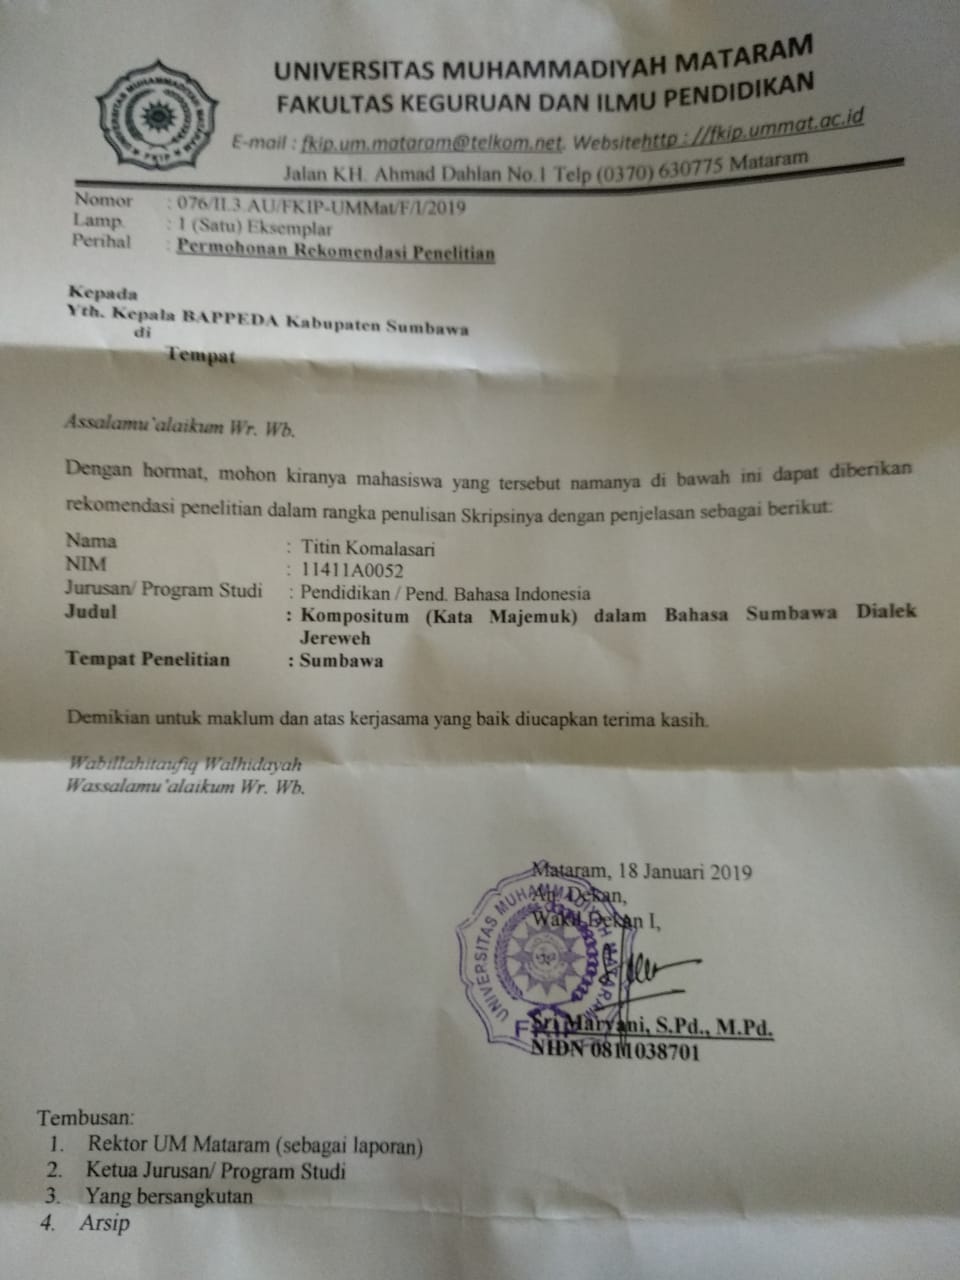 UNIVERSITAS MUHAMMADIYAH MATARAM
FAKULTAS KEGURUAN DAN ILMU PENDIDIKAN
E-mail : fkip.um.mataram@telkom.net. Websitehttp : //fkip.ummat.ac.id
Jalan KH. Ahmad Dahlan No.1 Telp (0370) 630775 Mataram
UNIVERSITAS MUHAMMADIYAH MATARAM
FKIP
Nomor : 076/II.3.AU/FKIP-UMMat/F/I/2019
Lamp. : 1 (Satu) Eksemplar
Perihal : Permohonan Rekomendasi Penelitian
Kepada
Yth. Kepala BAPPEDA Kabupaten Sumbawa
di
Tempat
Assalamu'alaikum Wr. Wb.
Dengan hormat, mohon kiranya mahasiswa yang tersebut namanya di bawah ini dapat diberikan
rekomendasi penelitian dalam rangka penulisan Skripsinya dengan penjelasan sebagai berikut:
Nama : Titin Komalasari
NIM : 11411A0052
Jurusan/ Program Studi : Pendidikan / Pend. Bahasa Indonesia
Judul : Kompositum (Kata Majemuk) dalam Bahasa Sumbawa Dialek
Jereweh
Tempat Penelitian : Sumbawa
Demikian untuk maklum dan atas kerjasama yang baik diucapkan terima kasih.
Wabillahitaufiq Walhidayah
Wassalamu'alaikum Wr. Wb.
Mataram, 18 Januari 2019
An. Dekan,
Wakil Dekan I,
UNIVERSITAS MUHAMMADIYAH MATARAM
FKIP
Sri Maryani, S.Pd., M.Pd.
NIDN 0811038701
Tembusan:
1. Rektor UM Mataram (sebagai laporan)
2. Ketua Jurusan/ Program Studi
3. Yang bersangkutan
4. Arsip